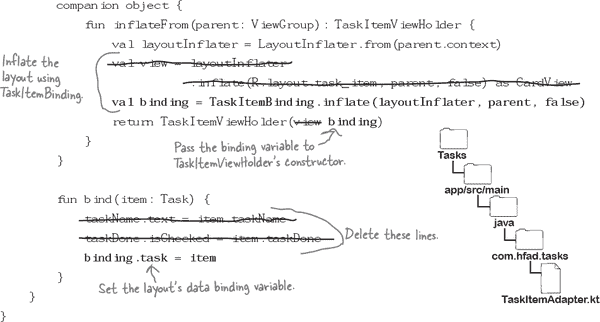 companion object {
fun inflateFrom(parent: ViewGroup): TaskItemViewHolder {
val layoutInflater = LayoutInflater.from(parent.context)
val view = layoutInflater
.inflate(R.layout.task_item, parent, false) as CardView
val binding = TaskItemBinding.inflate(layoutInflater, parent, false)
return TaskItemViewHolder(view binding)
}
}
Inflate the
layout using
TaskItemBinding.
Pass the binding variable to
TaskItemViewHolder's constructor.
fun bind(item: Task) {
taskName.text = item.taskName
taskDone.isChecked = item.taskDone
binding.task = item
}
}
}
Delete these lines.
Set the layout's data binding variable.
Tasks
app/src/main
java
com.hfad.tasks
TaskItemAdapter.kt